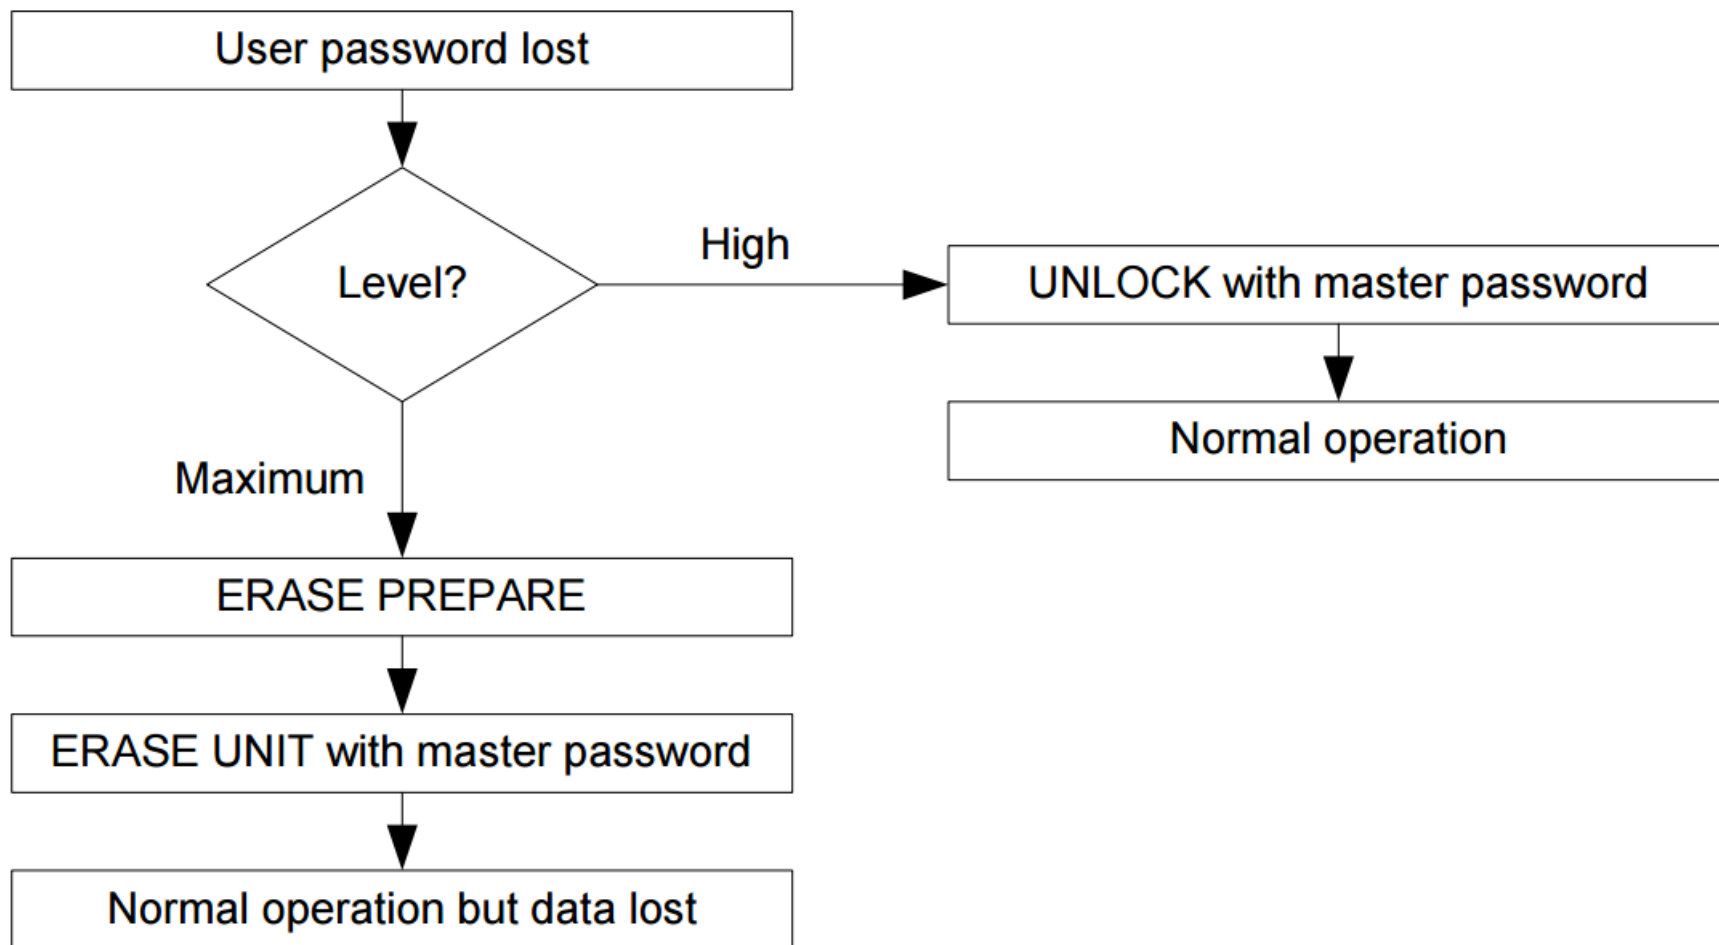 User password lost
Level?
High
UNLOCK with master password
Normal operation
Maximum
ERASE PREPARE
ERASE UNIT with master password
Normal operation but data lost